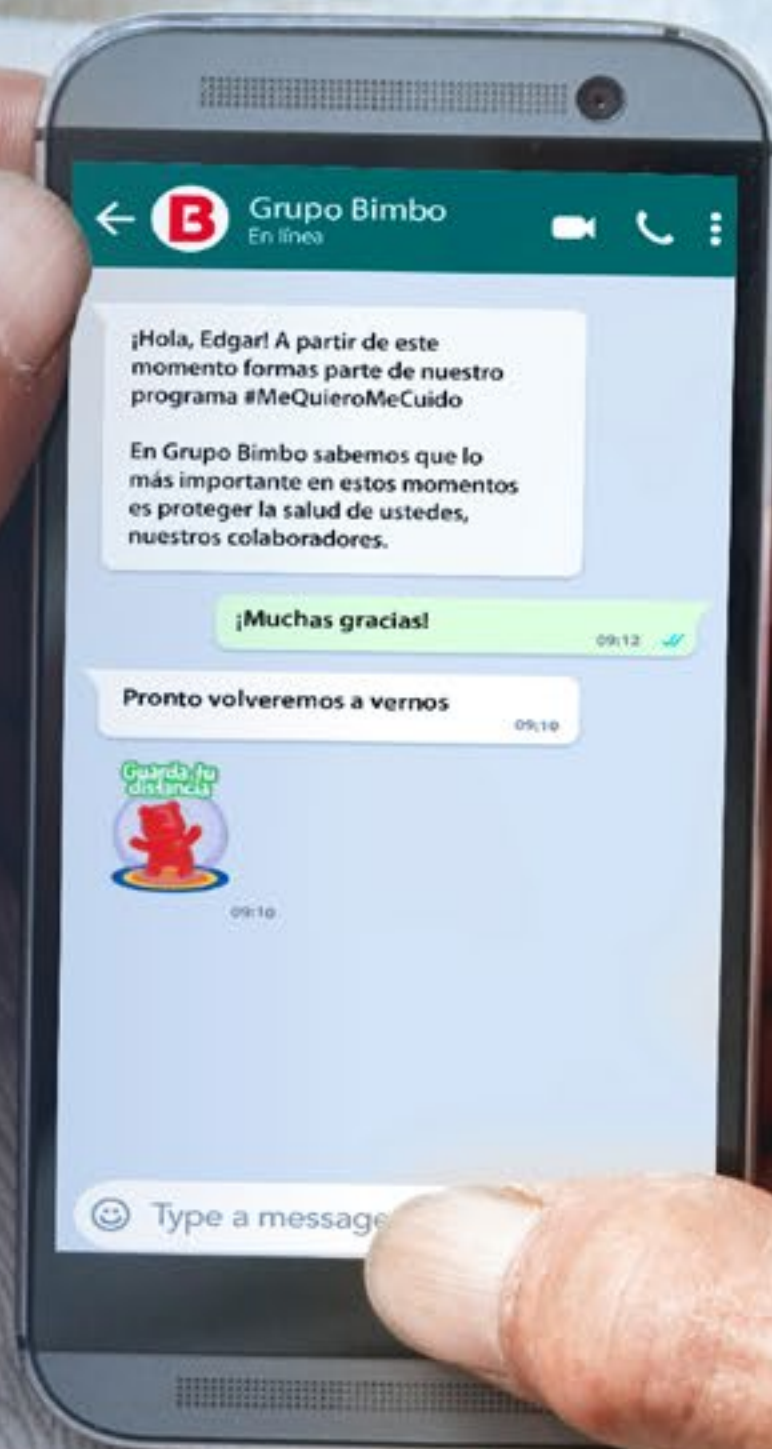 B
Grupo Bimbo
En línea
¡Hola, Edgar! A partir de este
momento formas parte de nuestro
programa #MeQuieroMeCuido
En Grupo Bimbo sabemos que lo
más importante en estos momentos
es proteger la salud de ustedes,
nuestros colaboradores.
¡Muchas gracias!
09:12
Pronto volveremos a vernos
09:10
Guarda tu
distancia
09:10
Type a message